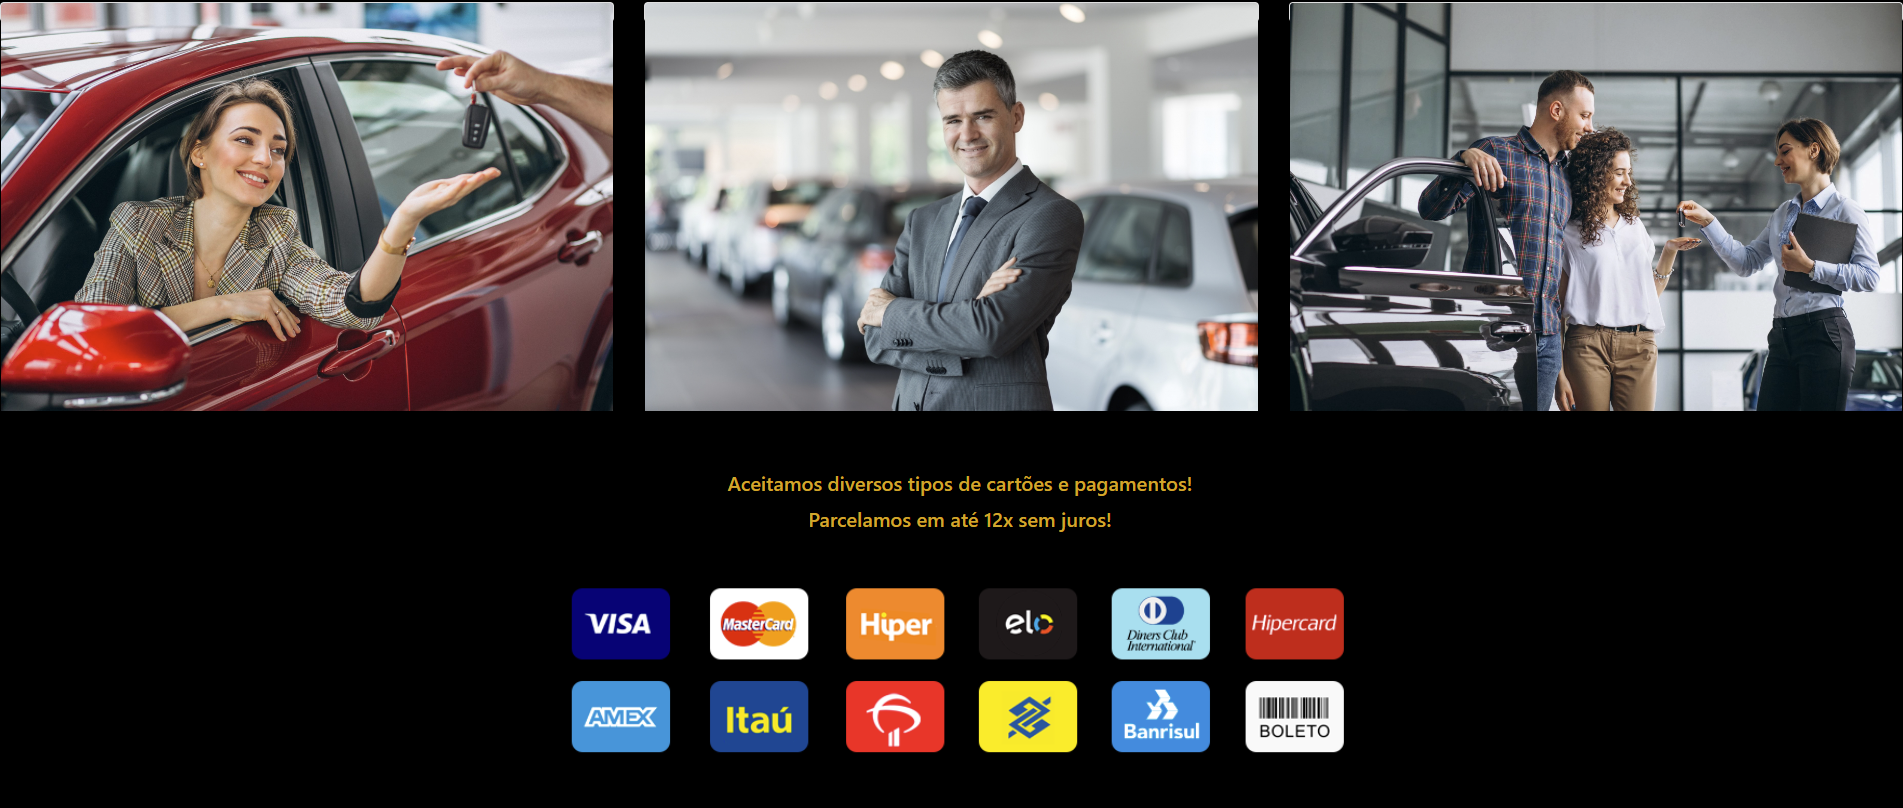 Aceitamos diversos tipos de cartões e pagamentos!
Parcelamos em até 12x sem juros!
VISA MasterCard Hiper elo Diners Club International Hipercard
AMEX Itaú Banrisul BOLETO